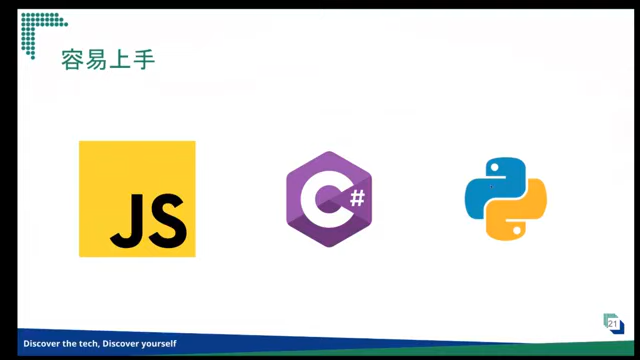 容易上手
JS
C#
21
Discover the tech, Discover yourself